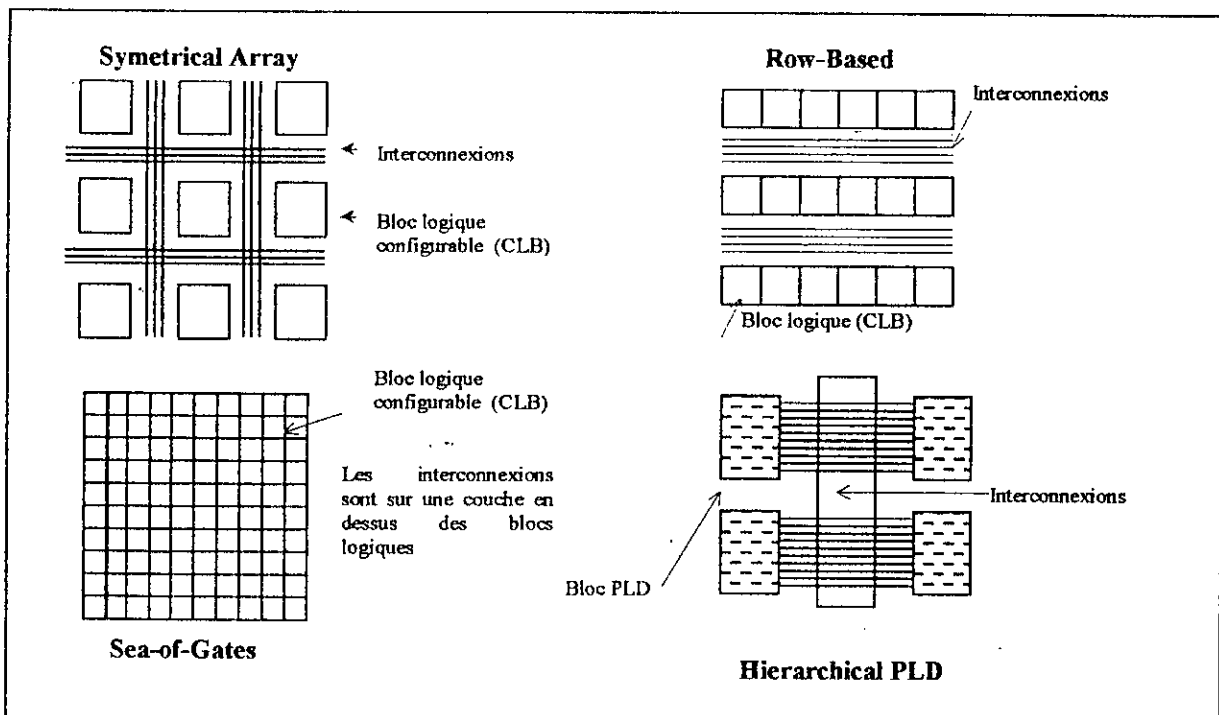 Symetrical Array
Interconnexions
Bloc logique
configurable (CLB)
Row-Based
Interconnexions
Bloc logique (CLB)
Bloc logique
configurable (CLB)
Les interconnexions
sont sur une couche en
dessus des blocs
logiques
Sea-of-Gates
Interconnexions
Bloc PLD
Hierarchical PLD